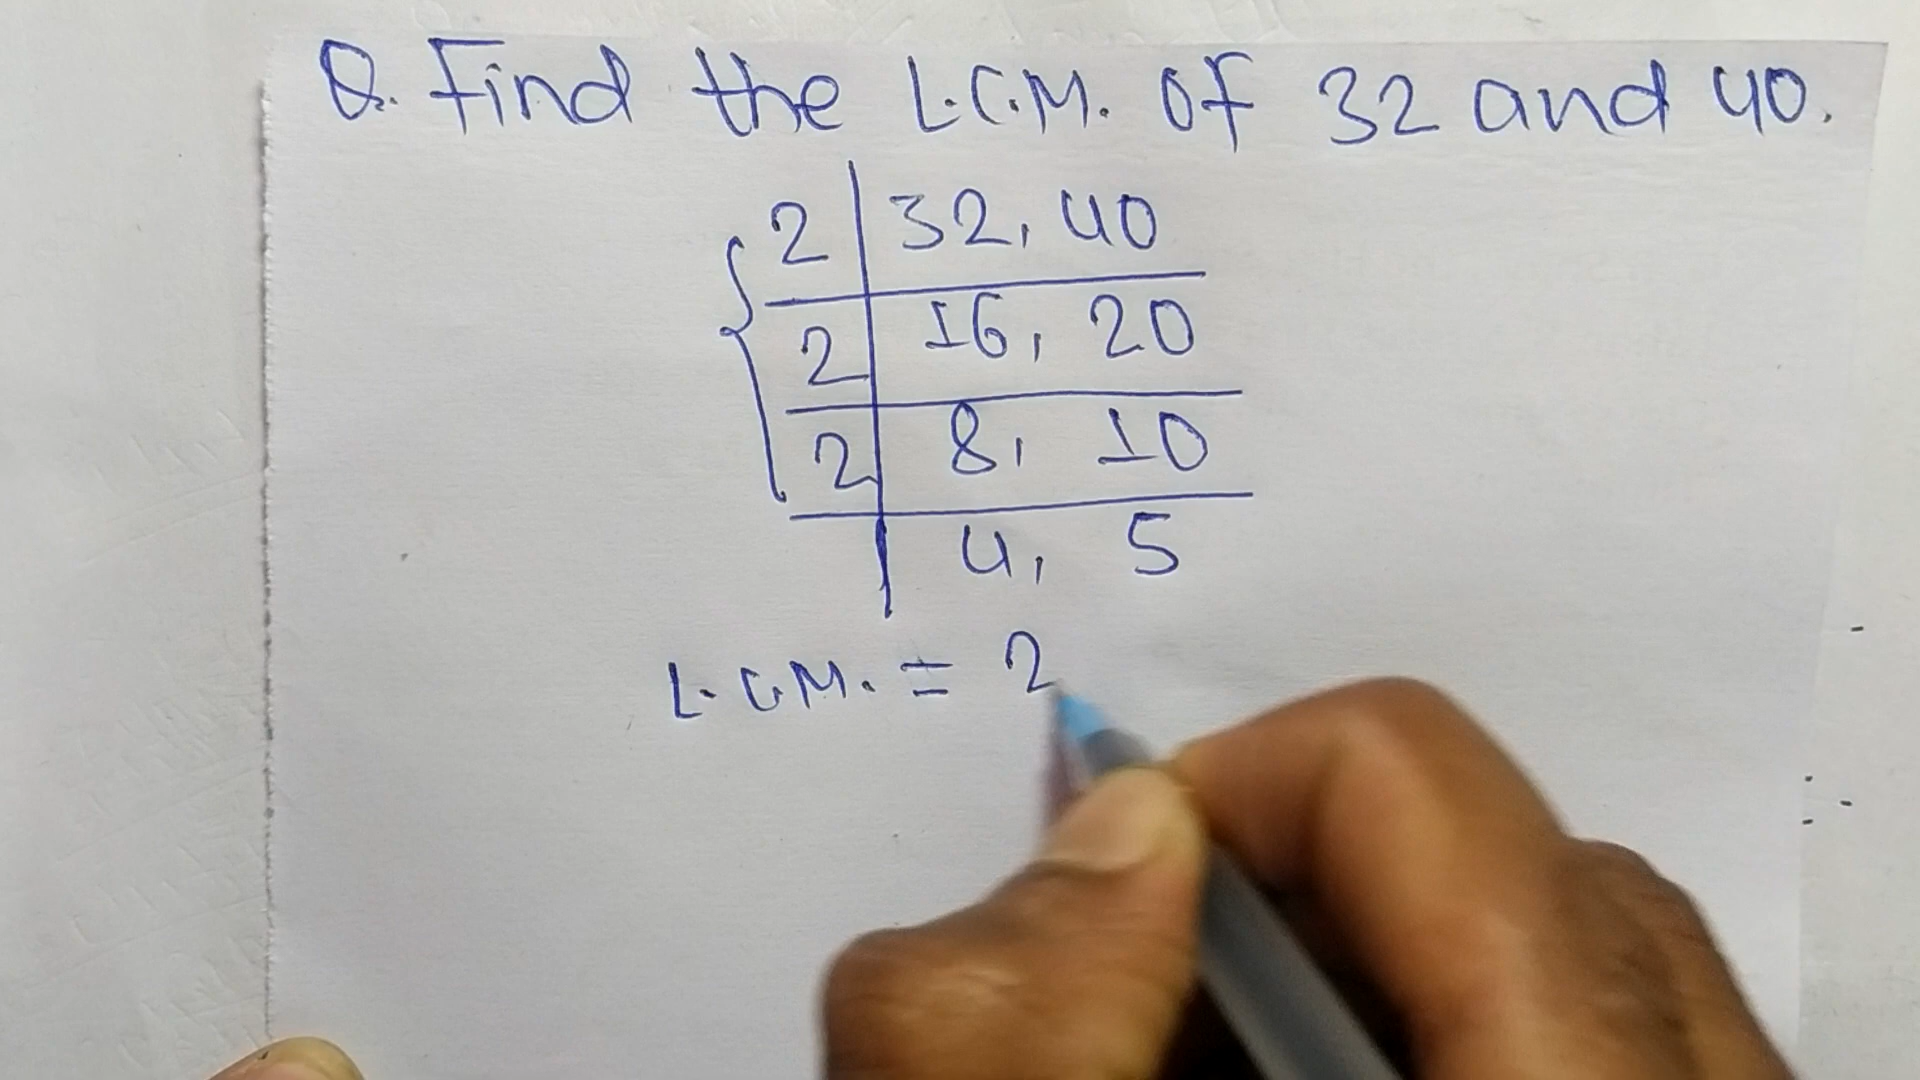 Q. Find the L.C.M. of 32 and 40.
2 | 32, 40
2 | 16, 20
2 | 8, 10
4, 5
L.C.M. = 2